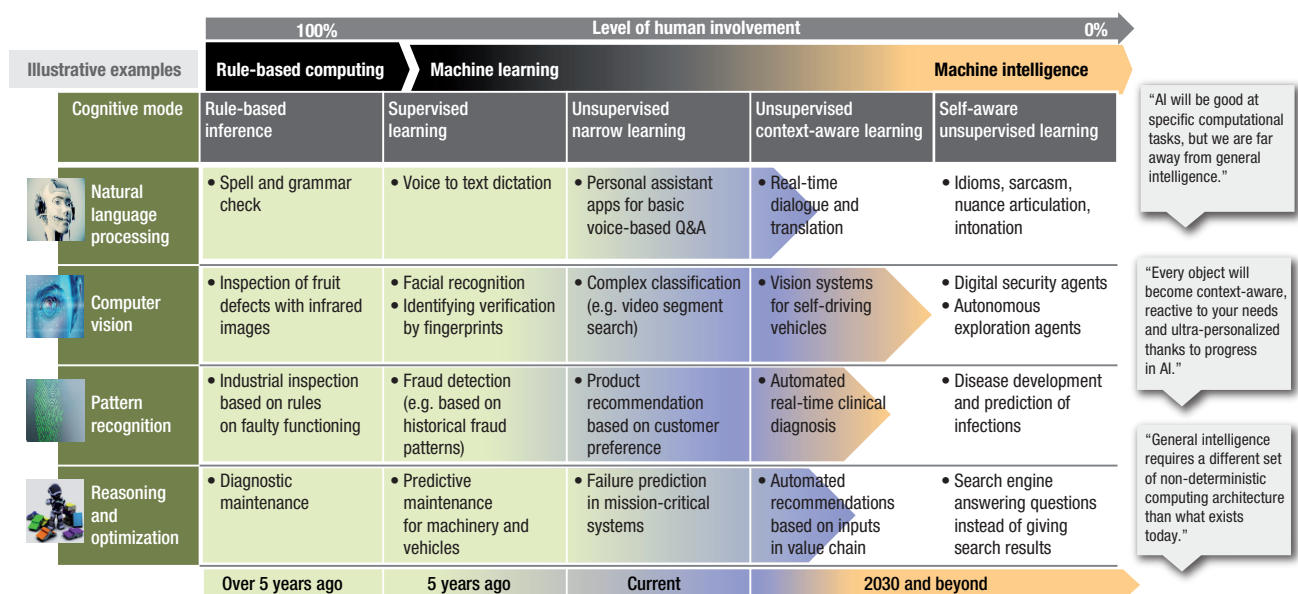 Level of human involvement
100%
0%
Illustrative examples
Rule-based computing
Machine learning
Machine intelligence
Cognitive mode
Rule-based
inference
Supervised
learning
Unsupervised
narrow learning
Unsupervised
context-aware learning
Self-aware
unsupervised learning
Natural
language
processing
• Spell and grammar
check
• Voice to text dictation
• Personal assistant
apps for basic
voice-based Q&A
• Real-time
dialogue and
translation
• Idioms, sarcasm,
nuance articulation,
intonation
Computer
vision
• Inspection of fruit
defects with infrared
images
• Facial recognition
• Identifying verification
by fingerprints
• Complex classification
(e.g. video segment
search)
• Vision systems
for self-driving
vehicles
• Digital security agents
• Autonomous
exploration agents
Pattern
recognition
• Industrial inspection
based on rules
on faulty functioning
• Fraud detection
(e.g. based on
historical fraud
patterns)
• Product
recommendation
based on customer
preference
• Automated
real-time clinical
diagnosis
• Disease development
and prediction of
infections
Reasoning
and
optimization
• Diagnostic
maintenance
• Predictive
maintenance
for machinery and
vehicles
• Failure prediction
in mission-critical
systems
• Automated
recommendations
based on inputs
in value chain
• Search engine
answering questions
instead of giving
search results
Over 5 years ago
5 years ago
Current
2030 and beyond
“AI will be good at
specific computational
tasks, but we are far
away from general
intelligence.”
“Every object will
become context-aware,
reactive to your needs
and ultra-personalized
thanks to progress
in AI.”
“General intelligence
requires a different set
of non-deterministic
computing architecture
than what exists
today.”